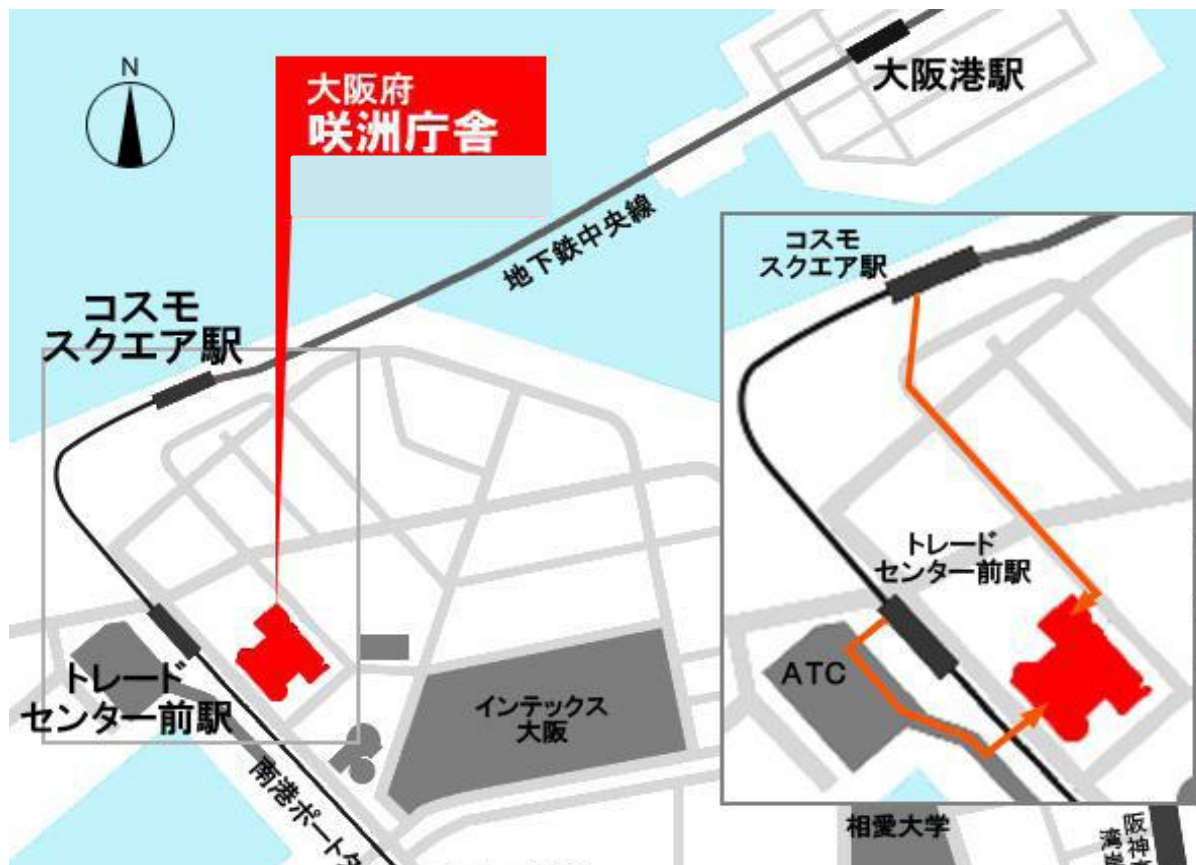 N
大阪府
咲洲庁舎
大阪港駅
地下鉄中央線
コスモ
スクエア駅
コスモ
スクエア駅
トレード
センター前駅
ATC
トレード
センター前駅
インテックス
大阪
南港ポートタ
相愛大学
阪神
湾